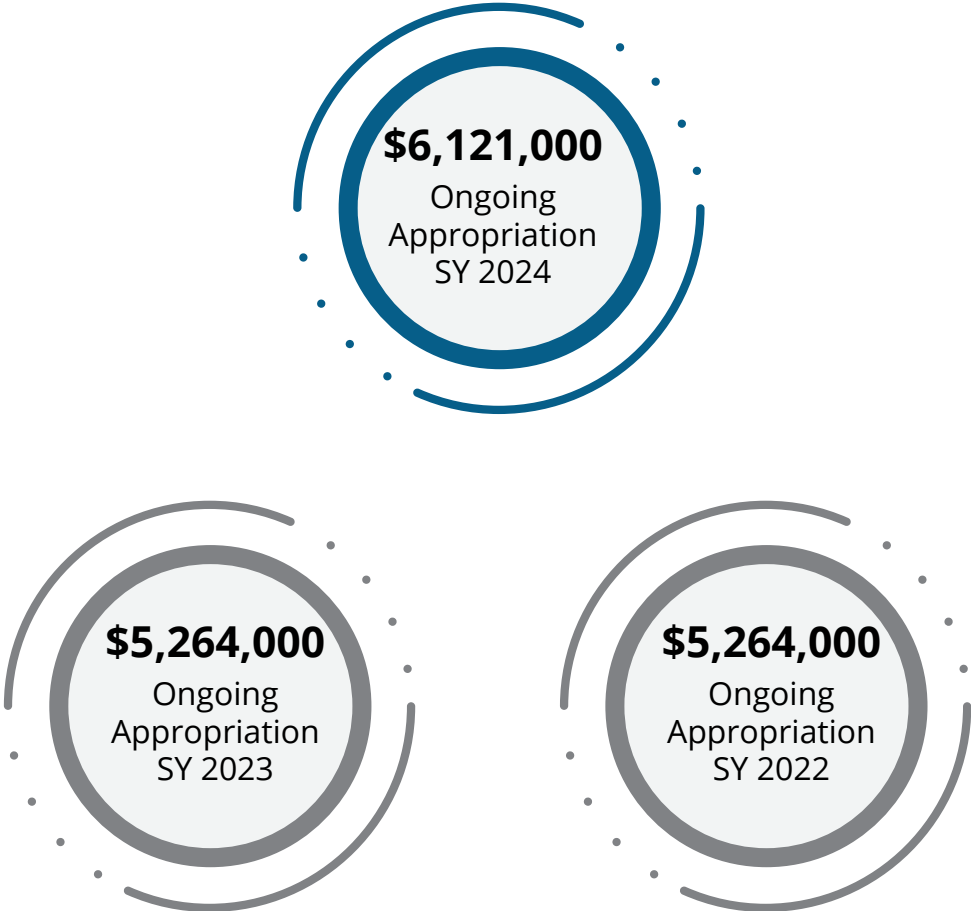 $6,121,000
Ongoing
Appropriation
SY 2024
$5,264,000
Ongoing
Appropriation
SY 2023
$5,264,000
Ongoing
Appropriation
SY 2022